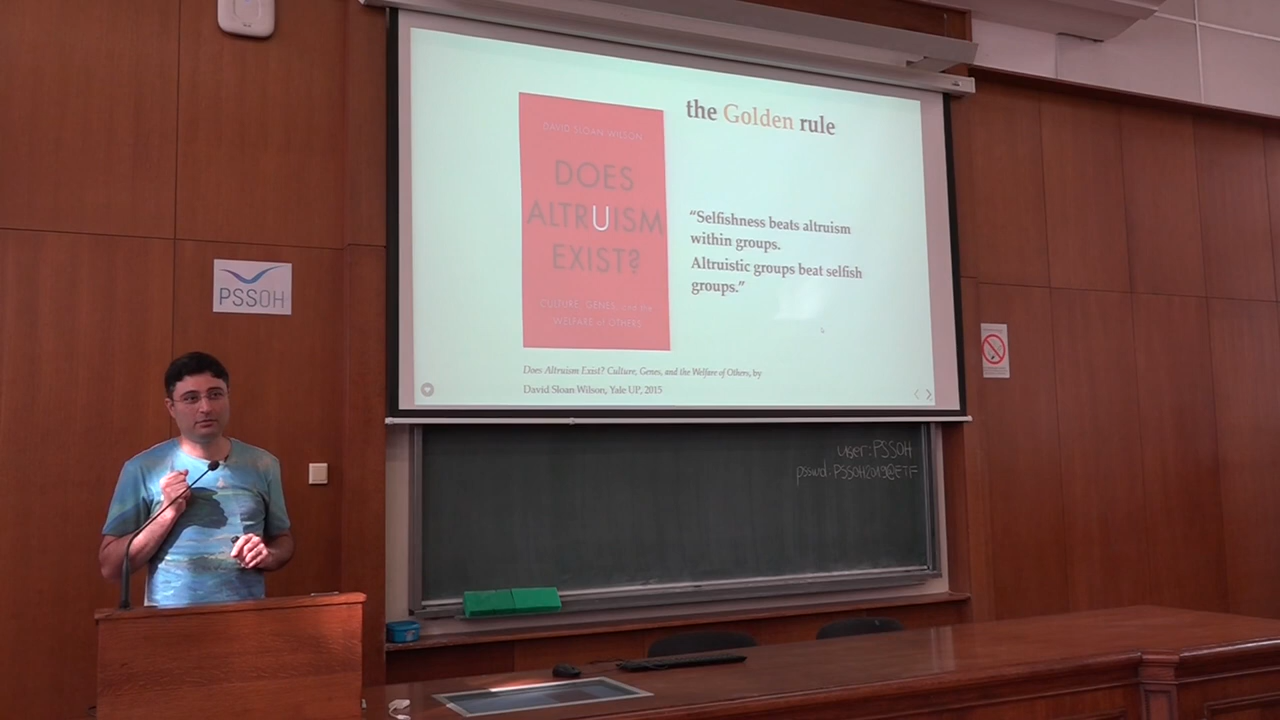 the Golden rule
DAVID SLOAN WILSON
DOES
ALTRUISM
EXIST?
CULTURE, GENES, and the
WELFARE of OTHERS
“Selfishness beats altruism
within groups.
Altruistic groups beat selfish
groups.”
Does Altruism Exist? Culture, Genes, and the Welfare of Others, by
David Sloan Wilson, Yale UP, 2015
PSSOH
user: PSSOH
psswd: PSSOH2019@ETF